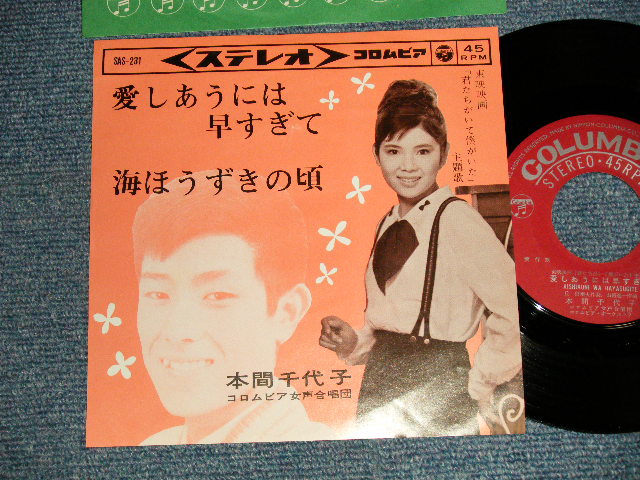 SAS-231
<ステレオ>
コロムビア
45
RPM
愛しあうには
早すぎて
海ほうずきの頃
東映映画
「君たちがいて僕がいた」
主題歌
本間千代子
コロムビア女声合唱団
COLUMB
STEREO・45RP
愛しあうには早すぎ
AISHIAUNI WA HAYASUGITE
本間千代子